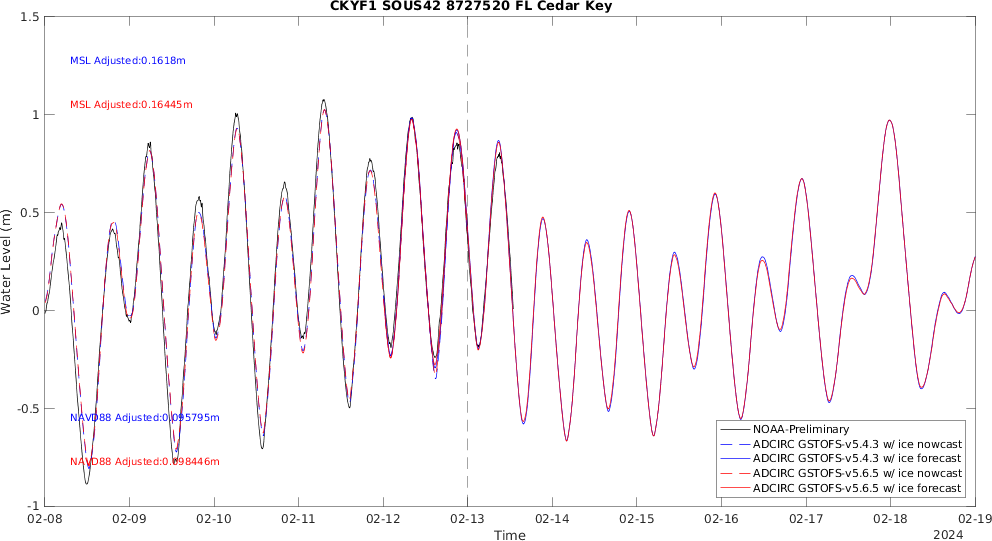 CKYF1 SOUS42 8727520 FL Cedar Key
1.5
MSL Adjusted:0.1618m
MSL Adjusted:0.16445m
1
0.5
Water Level (m)
0
-0.5
NAVD88 Adjusted:0.095795m
NAVD88 Adjusted:0.098446m
-1
NOAA-Preliminary
ADCIRC GSTOFS-v5.4.3 w/ ice nowcast
ADCIRC GSTOFS-v5.4.3 w/ ice forecast
ADCIRC GSTOFS-v5.6.5 w/ ice nowcast
ADCIRC GSTOFS-v5.6.5 w/ ice forecast
02-08 02-09 02-10 02-11 02-12 02-13 02-14 02-15 02-16 02-17 02-18 02-19
Time
2024